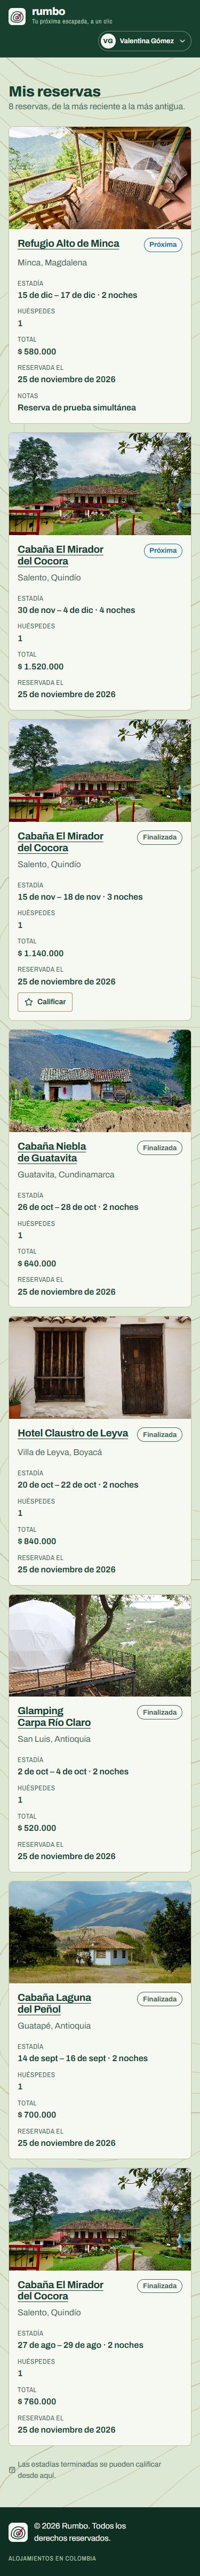 rumbo
Tu próxima escapada, a un clic
VG Valentina Gómez
Mis reservas
8 reservas, de la más reciente a la más antigua.
Refugio Alto de Minca
Próxima
Minca, Magdalena
ESTADÍA
15 de dic – 17 de dic · 2 noches
HUÉSPEDES
1
TOTAL
$ 580.000
RESERVADA EL
25 de noviembre de 2026
NOTAS
Reserva de prueba simultánea
Cabaña El Mirador
del Cocora
Próxima
Salento, Quindío
ESTADÍA
30 de nov – 4 de dic · 4 noches
HUÉSPEDES
1
TOTAL
$ 1.520.000
RESERVADA EL
25 de noviembre de 2026
Cabaña El Mirador
del Cocora
Finalizada
Salento, Quindío
ESTADÍA
15 de nov – 18 de nov · 3 noches
HUÉSPEDES
1
TOTAL
$ 1.140.000
RESERVADA EL
25 de noviembre de 2026
Calificar
Cabaña Niebla
de Guatavita
Finalizada
Guatavita, Cundinamarca
ESTADÍA
26 de oct – 28 de oct · 2 noches
HUÉSPEDES
1
TOTAL
$ 640.000
RESERVADA EL
25 de noviembre de 2026
Hotel Claustro de Leyva
Finalizada
Villa de Leyva, Boyacá
ESTADÍA
20 de oct – 22 de oct · 2 noches
HUÉSPEDES
1
TOTAL
$ 840.000
RESERVADA EL
25 de noviembre de 2026
Glamping
Carpa Río Claro
Finalizada
San Luis, Antioquia
ESTADÍA
2 de oct – 4 de oct · 2 noches
HUÉSPEDES
1
TOTAL
$ 520.000
RESERVADA EL
25 de noviembre de 2026
Cabaña Laguna
del Peñol
Finalizada
Guatapé, Antioquia
ESTADÍA
14 de sept – 16 de sept · 2 noches
HUÉSPEDES
1
TOTAL
$ 700.000
RESERVADA EL
25 de noviembre de 2026
Cabaña El Mirador
del Cocora
Finalizada
Salento, Quindío
ESTADÍA
27 de ago – 29 de ago · 2 noches
HUÉSPEDES
1
TOTAL
$ 760.000
RESERVADA EL
25 de noviembre de 2026
Las estadías terminadas se pueden calificar
desde aquí.
© 2026 Rumbo. Todos los
derechos reservados.
ALOJAMIENTOS EN COLOMBIA